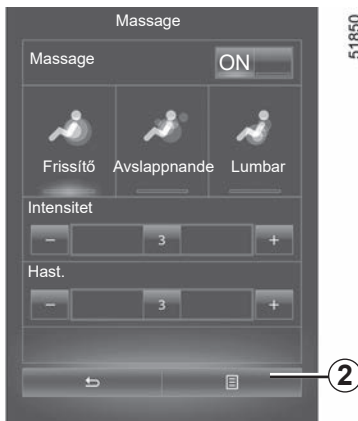 Massage
51850
Massage
ON
Frissítő
Avslappnande
Lumbar
Intensitet
- 3 +
Hast.
- 3 +
2